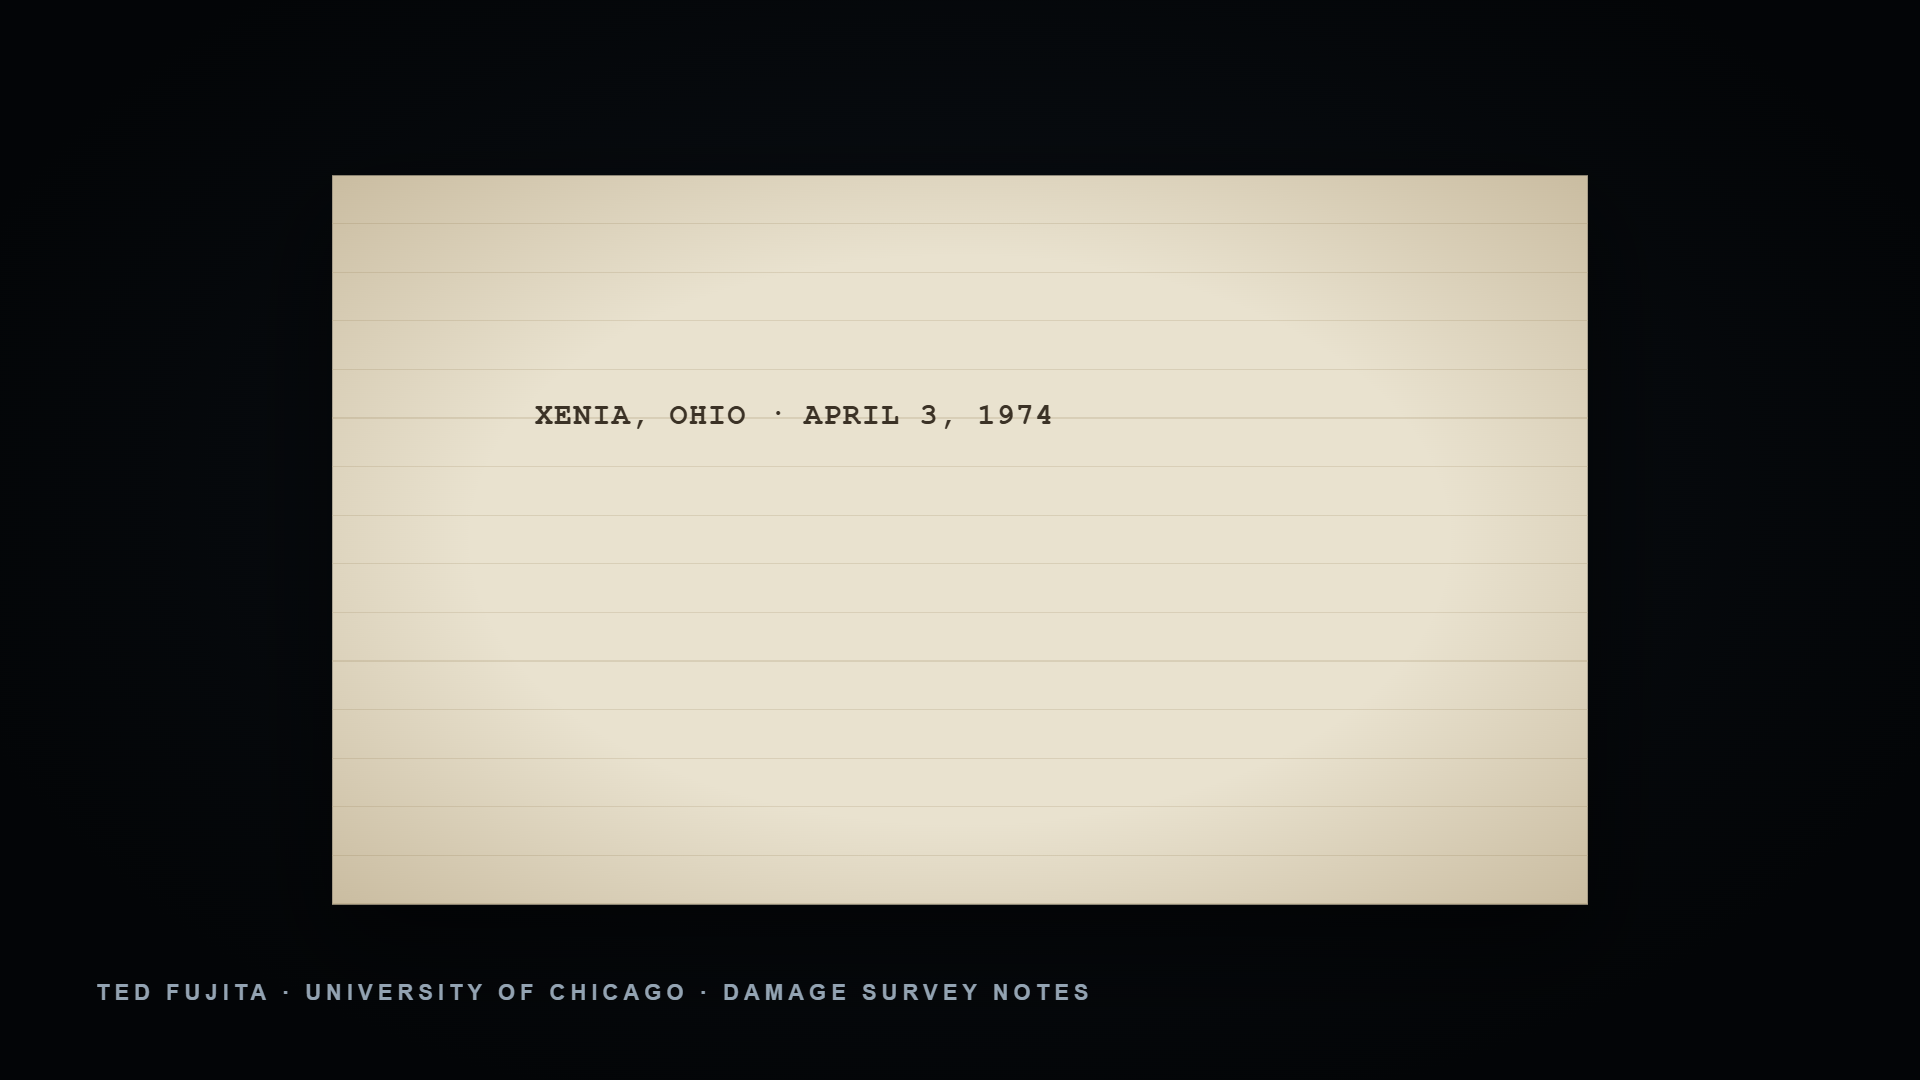 XENIA, OHIO · APRIL 3, 1974
TED FUJITA · UNIVERSITY OF CHICAGO · DAMAGE SURVEY NOTES